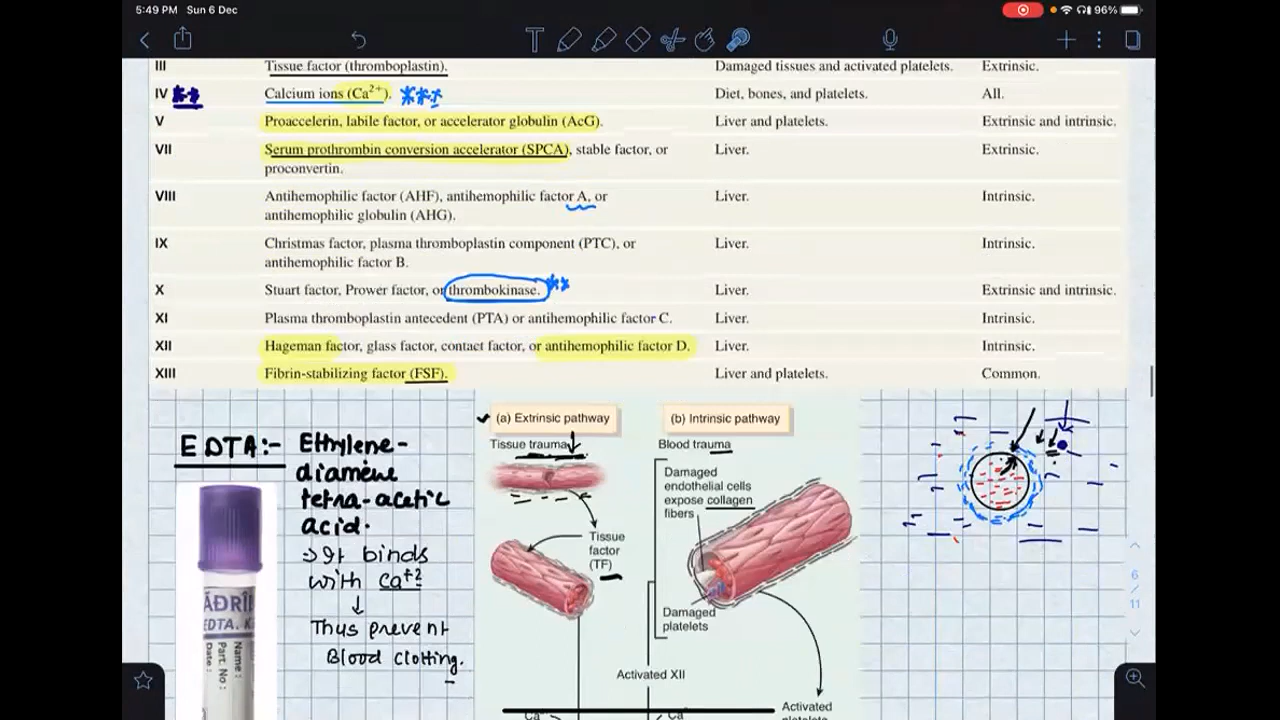 5:49 PM Sun 6 Dec
96%
III Tissue factor (thromboplastin). Damaged tissues and activated platelets. Extrinsic.
IV ** Calcium ions (Ca2+). *** Diet, bones, and platelets. All.
V Proaccelerin, labile factor, or accelerator globulin (AcG). Liver and platelets. Extrinsic and intrinsic.
VII Serum prothrombin conversion accelerator (SPCA), stable factor, or Liver. Extrinsic.
proconvertin.
VIII Antihemophilic factor (AHF), antihemophilic factor A, or Liver. Intrinsic.
antihemophilic globulin (AHG).
IX Christmas factor, plasma thromboplastin component (PTC), or Liver. Intrinsic.
antihemophilic factor B.
X Stuart factor, Prower factor, or thrombokinase. ** Liver. Extrinsic and intrinsic.
XI Plasma thromboplastin antecedent (PTA) or antihemophilic factor C. Liver. Intrinsic.
XII Hageman factor, glass factor, contact factor, or antihemophilic factor D. Liver. Intrinsic.
XIII Fibrin-stabilizing factor (FSF). Liver and platelets. Common.
EDTA:- Ethylene-
diamene
tetra-acetic
acid.
⇒ It binds
with Ca+2
↓
Thus prevent
Blood clotting.
EDTA. K
Name :
Part. No :
Date :
(a) Extrinsic pathway
Tissue trauma
Tissue
factor
(TF)
(b) Intrinsic pathway
Blood trauma
Damaged
endothelial cells
expose collagen
fibers
Damaged
platelets
Activated XII
Activated
6
/
11